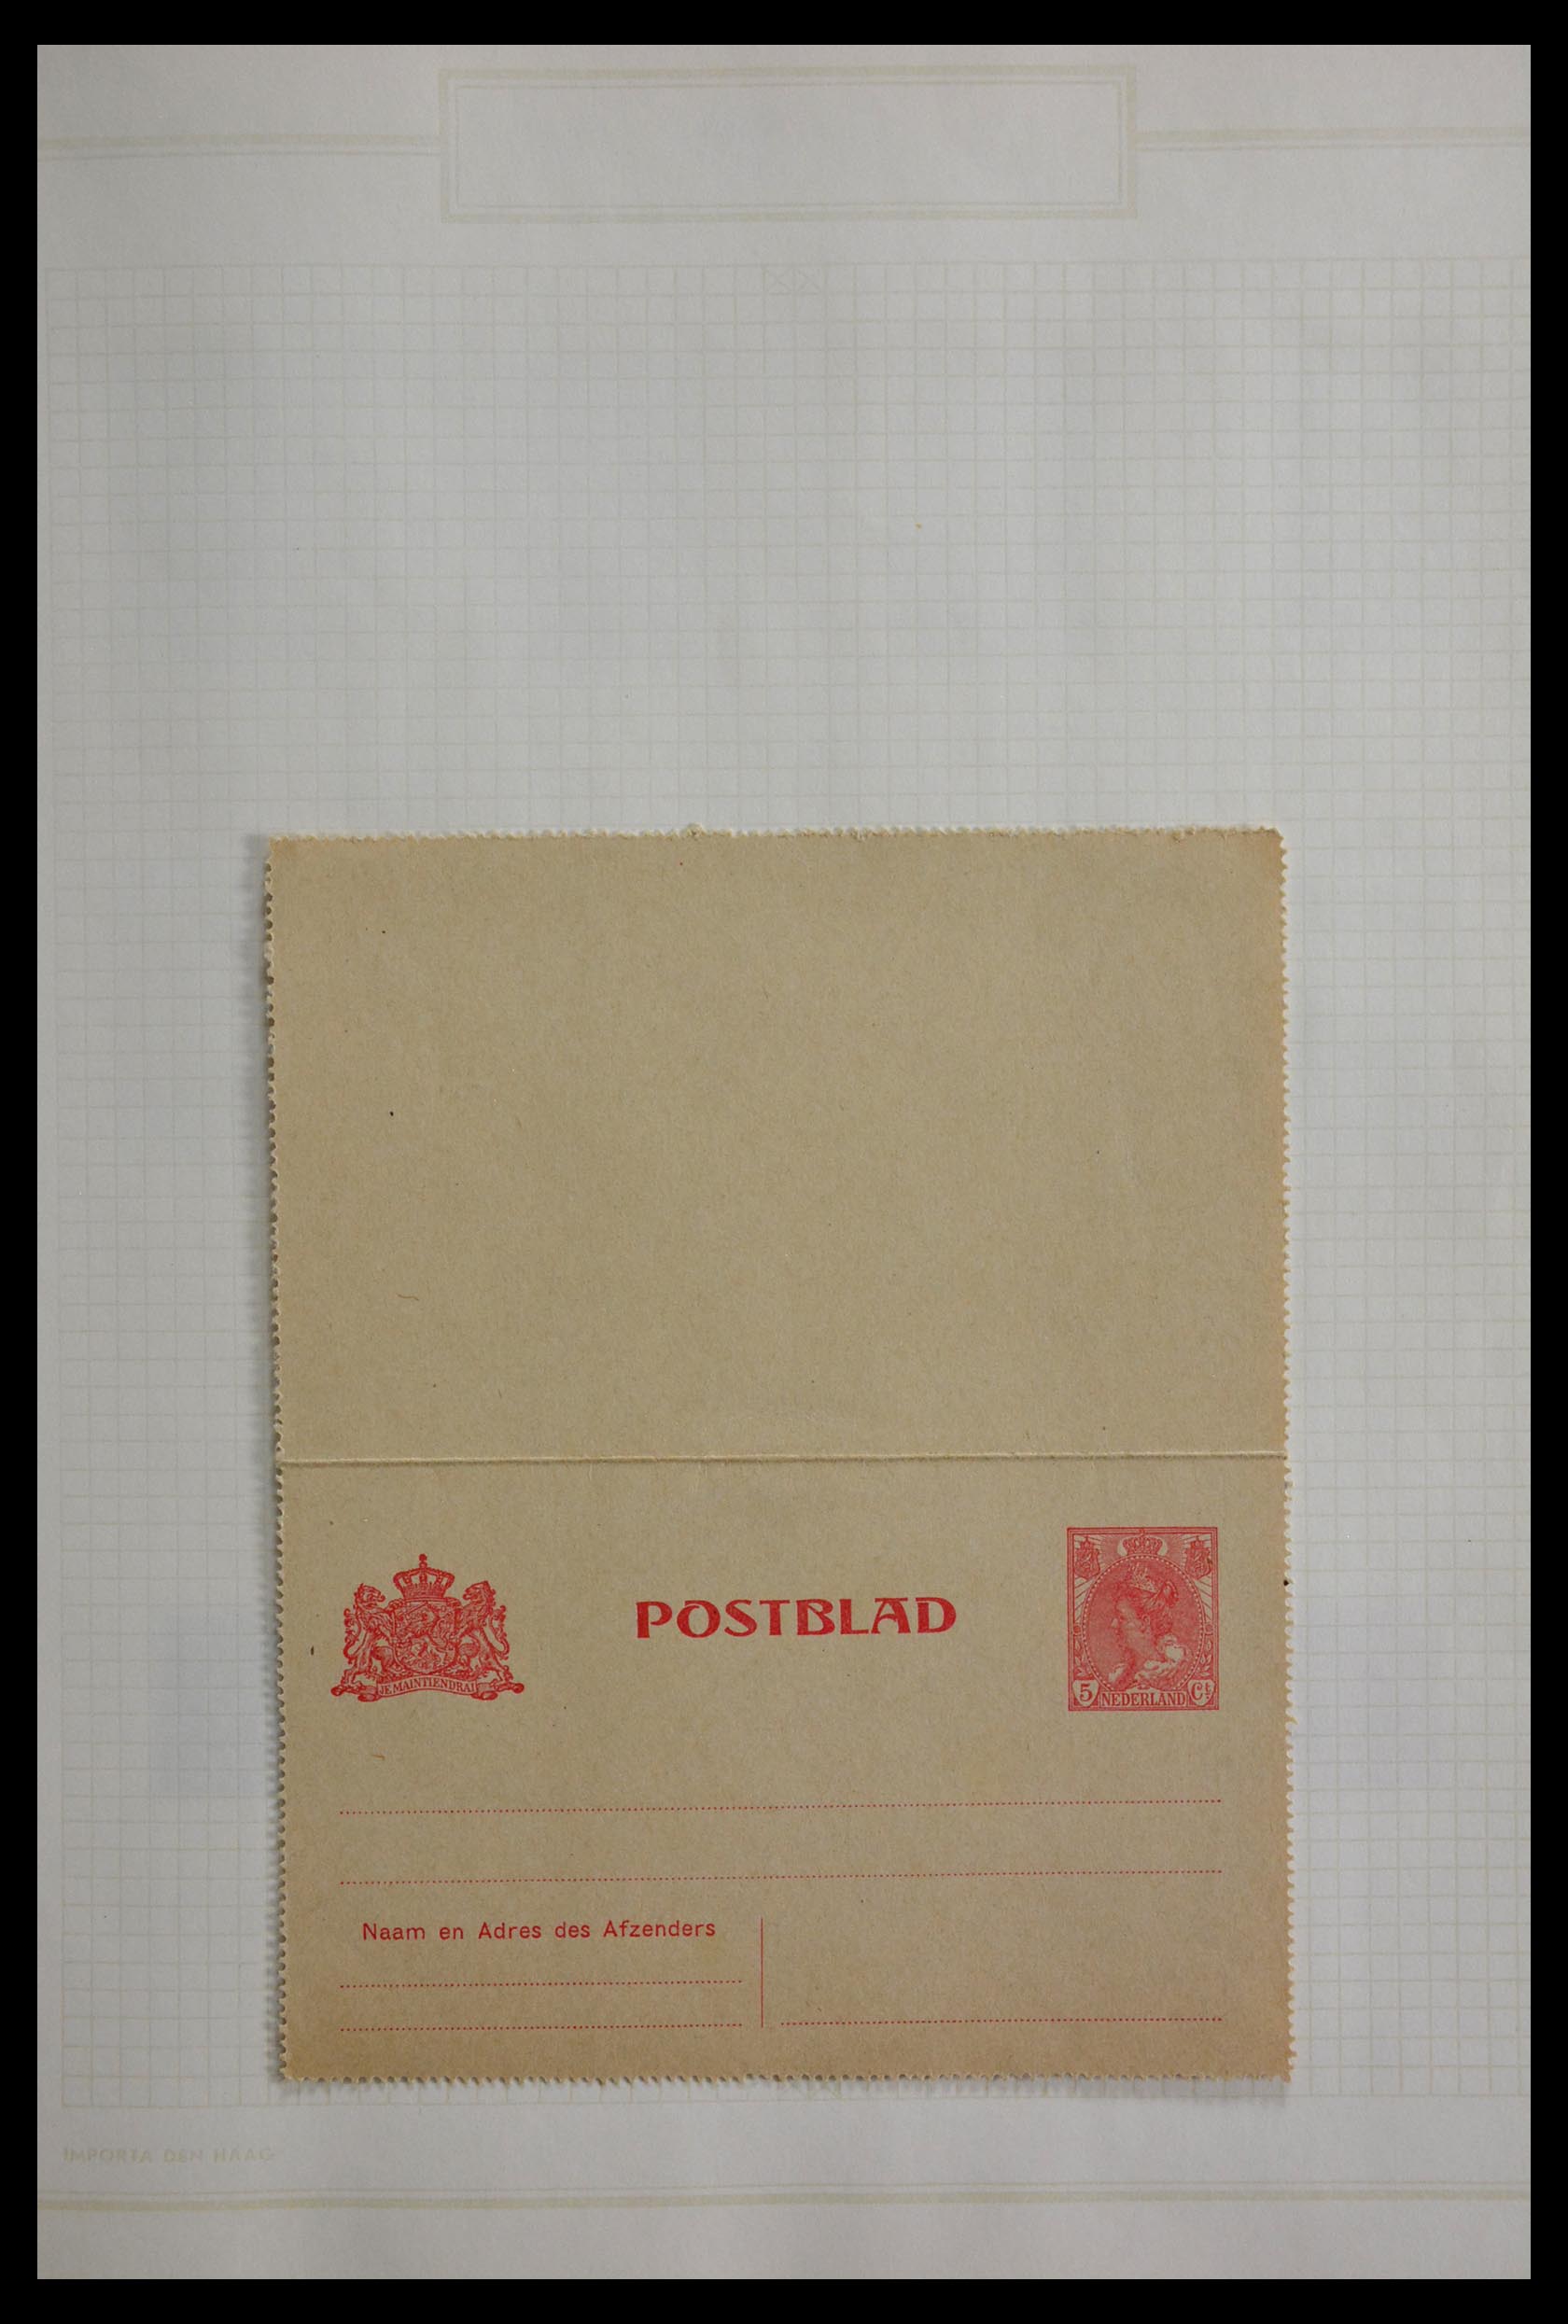 POSTBLAD
JE MAINTIENDRAI
5 NEDERLAND Ct
Naam en Adres des Afzenders
IMPORTA DEN HAAG